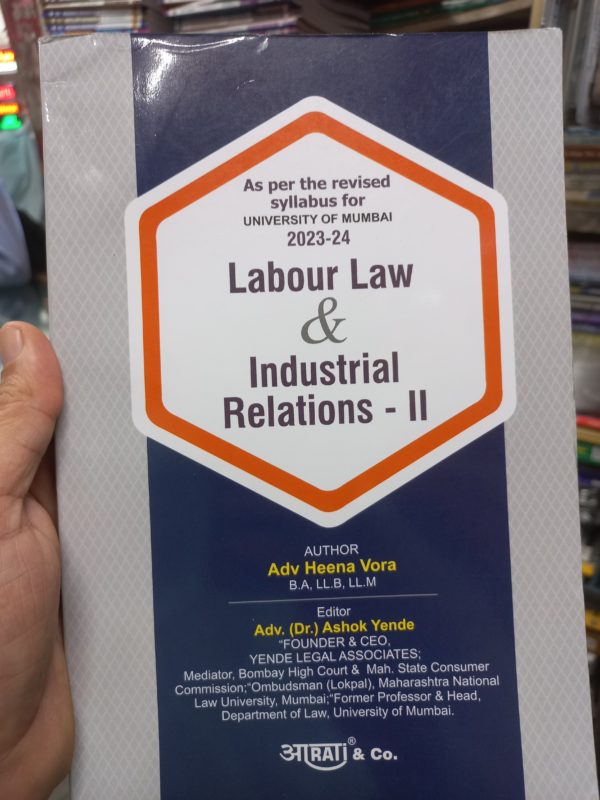 As per the revised
syllabus for
UNIVERSITY OF MUMBAI
2023-24
Labour Law
&
Industrial
Relations - II
AUTHOR
Adv Heena Vora
B.A, LL.B, LL.M
Editor
Adv. (Dr.) Ashok Yende
“FOUNDER & CEO,
YENDE LEGAL ASSOCIATES;
Mediator, Bombay High Court & Mah. State Consumer
Commission;“Ombudsman (Lokpal), Maharashtra National
Law University, Mumbai;“Former Professor & Head,
Department of Law, University of Mumbai.
आRATI® & Co.